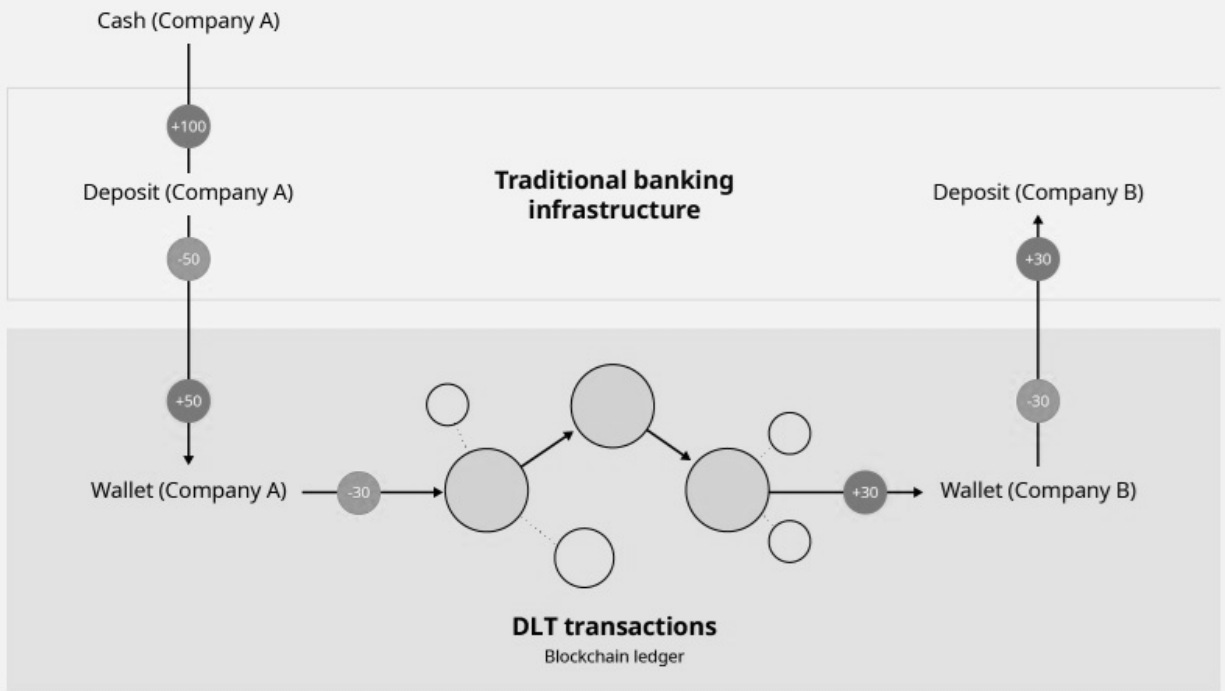 Cash (Company A)
+100
Deposit (Company A)
Traditional banking
infrastructure
Deposit (Company B)
-50
+30
+50
-30
Wallet (Company A)
-30
+30
Wallet (Company B)
DLT transactions
Blockchain ledger